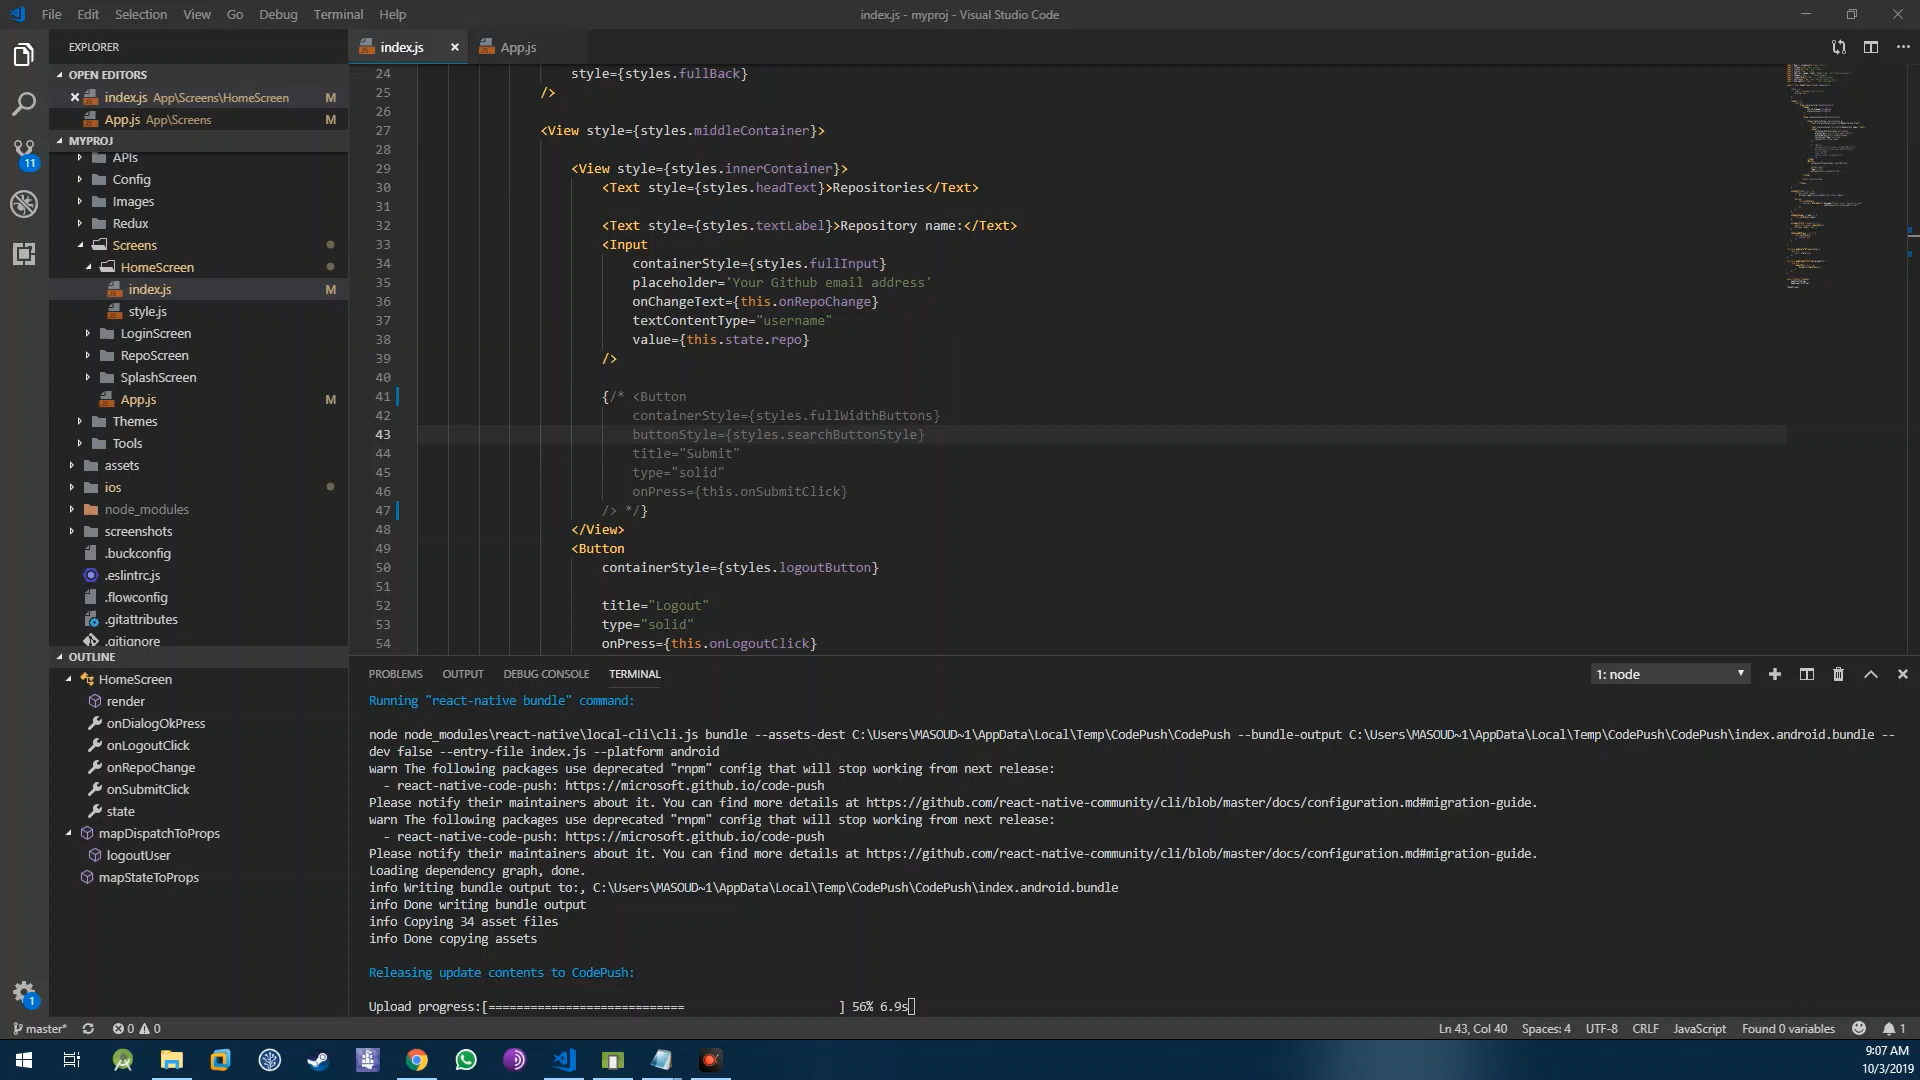 File Edit Selection View Go Debug Terminal Help
index.js - myproj - Visual Studio Code
EXPLORER
OPEN EDITORS
index.js App\Screens\HomeScreen M
App.js App\Screens M
MYPROJ
APIs
Config
Images
Redux
Screens
HomeScreen
index.js M
style.js
LoginScreen
RepoScreen
SplashScreen
App.js M
Themes
Tools
assets
ios
node_modules
screenshots
.buckconfig
.eslintrc.js
.flowconfig
.gitattributes
.gitignore
OUTLINE
HomeScreen
render
onDialogOkPress
onLogoutClick
onRepoChange
onSubmitClick
state
mapDispatchToProps
logoutUser
mapStateToProps
11
1
index.js App.js
24 style={styles.fullBack}
25 />
26
27 <View style={styles.middleContainer}>
28
29 <View style={styles.innerContainer}>
30 <Text style={styles.headText}>Repositories</Text>
31
32 <Text style={styles.textLabel}>Repository name:</Text>
33 <Input
34 containerStyle={styles.fullInput}
35 placeholder='Your Github email address'
36 onChangeText={this.onRepoChange}
37 textContentType="username"
38 value={this.state.repo}
39 />
40
41 {/* <Button
42 containerStyle={styles.fullWidthButtons}
43 buttonStyle={styles.searchButtonStyle}
44 title="Submit"
45 type="solid"
46 onPress={this.onSubmitClick}
47 /> */}
48 </View>
49 <Button
50 containerStyle={styles.logoutButton}
51
52 title="Logout"
53 type="solid"
54 onPress={this.onLogoutClick}
PROBLEMS OUTPUT DEBUG CONSOLE TERMINAL
1: node
Running "react-native bundle" command:
node node_modules\react-native\local-cli\cli.js bundle --assets-dest C:\Users\MASOUD~1\AppData\Local\Temp\CodePush\CodePush --bundle-output C:\Users\MASOUD~1\AppData\Local\Temp\CodePush\CodePush\index.android.bundle --
dev false --entry-file index.js --platform android
warn The following packages use deprecated "rnpm" config that will stop working from next release:
- react-native-code-push: https://microsoft.github.io/code-push
Please notify their maintainers about it. You can find more details at https://github.com/react-native-community/cli/blob/master/docs/configuration.md#migration-guide.
warn The following packages use deprecated "rnpm" config that will stop working from next release:
- react-native-code-push: https://microsoft.github.io/code-push
Please notify their maintainers about it. You can find more details at https://github.com/react-native-community/cli/blob/master/docs/configuration.md#migration-guide.
Loading dependency graph, done.
info Writing bundle output to:, C:\Users\MASOUD~1\AppData\Local\Temp\CodePush\CodePush\index.android.bundle
info Done writing bundle output
info Copying 34 asset files
info Done copying assets
Releasing update contents to CodePush:
Upload progress:[============================ ] 56% 6.9s
master* 0 0
Ln 43, Col 40 Spaces: 4 UTF-8 CRLF JavaScript Found 0 variables 1
9:07 AM
10/3/2019